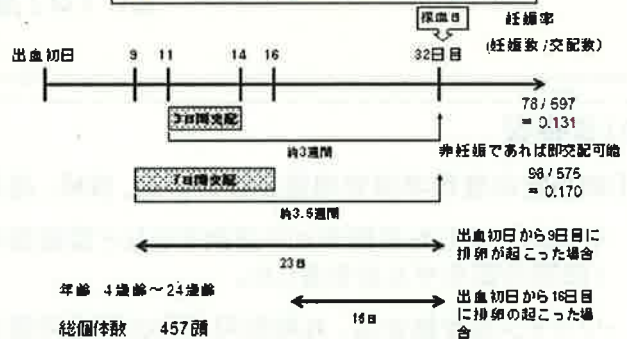 採血日
妊娠率
(妊娠数/交配数)
出血初日
9 11 14 16 32日目
78 / 597
= 0.131
3日間交配
約3週間
非妊娠であれば即交配可能
7日間交配
98 / 575
= 0.170
約3.5週間
出血初日から9日目に
排卵が起こった場合
23日
年齢 4歳齢～24歳齢
出血初日から16日目
に排卵の起こった場
合
16日
総個体数 457頭